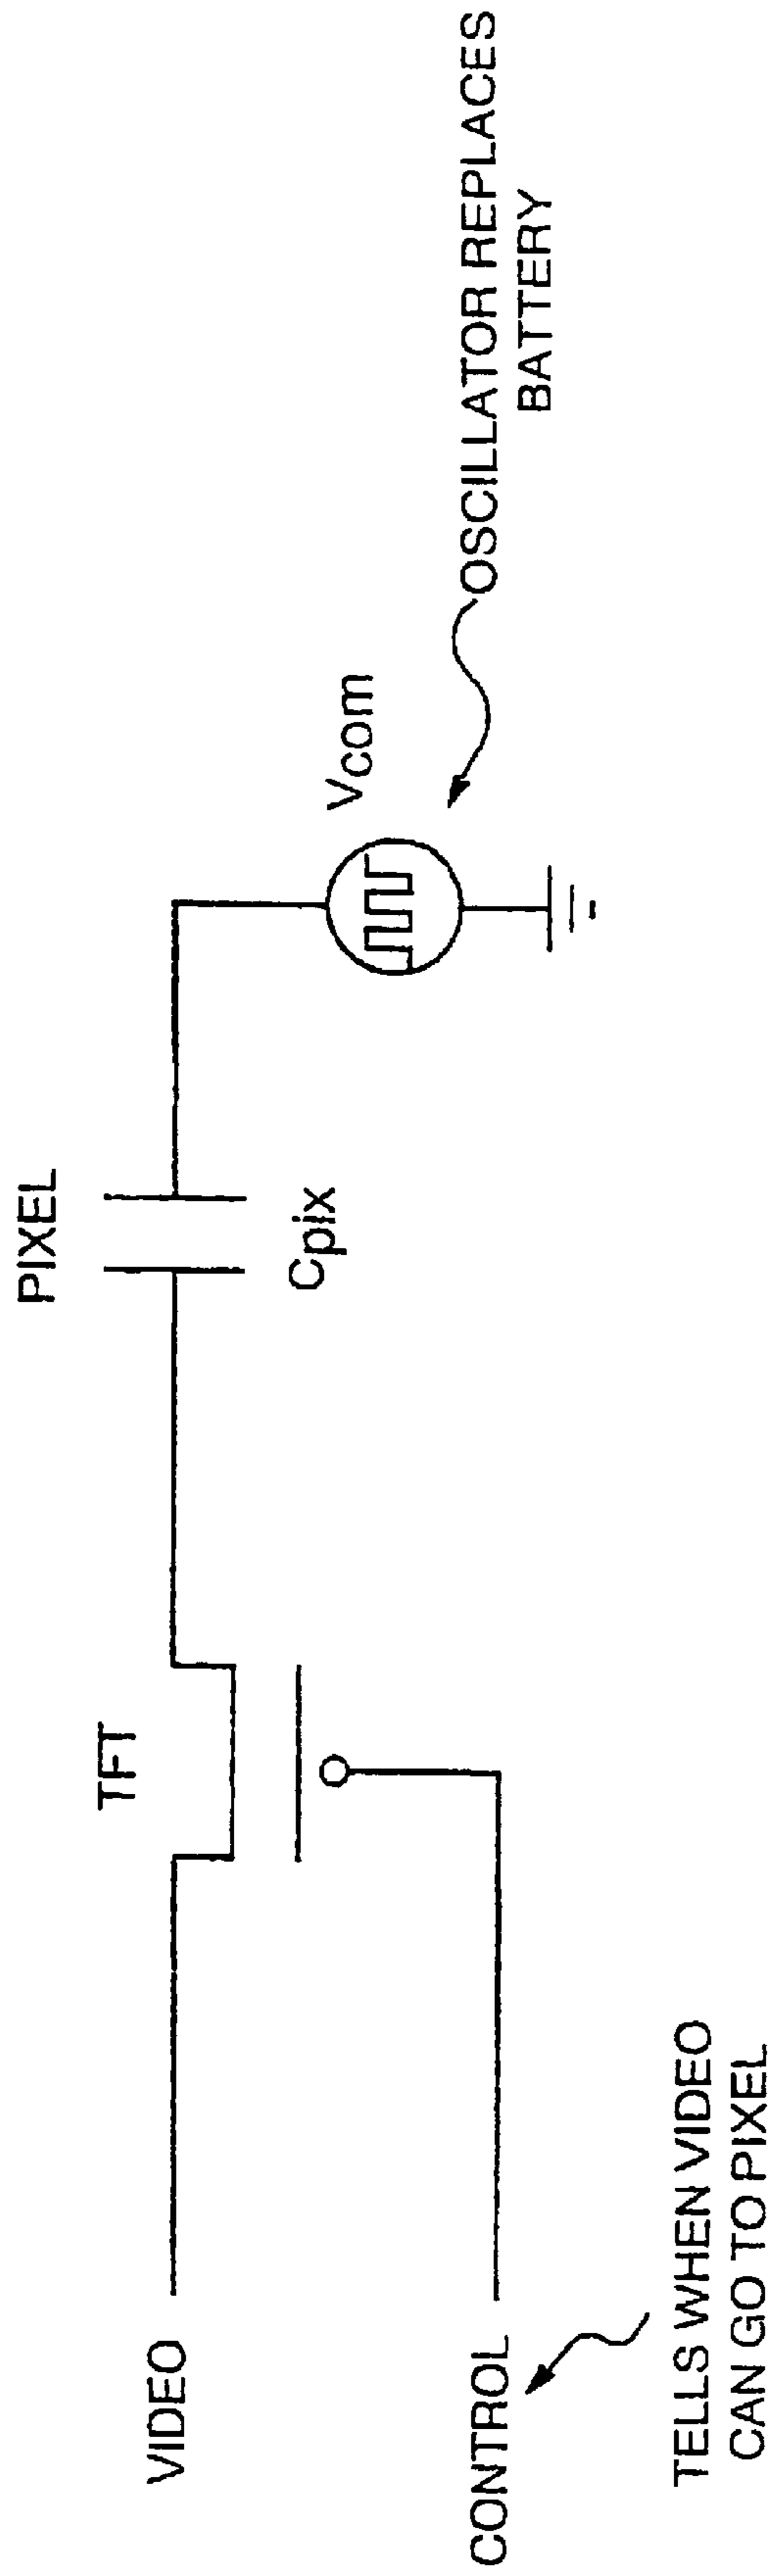 VIDEO
TFT
PIXEL
Cpix
Vcom
OSCILLATOR REPLACES
BATTERY
CONTROL
TELLS WHEN VIDEO
CAN GO TO PIXEL